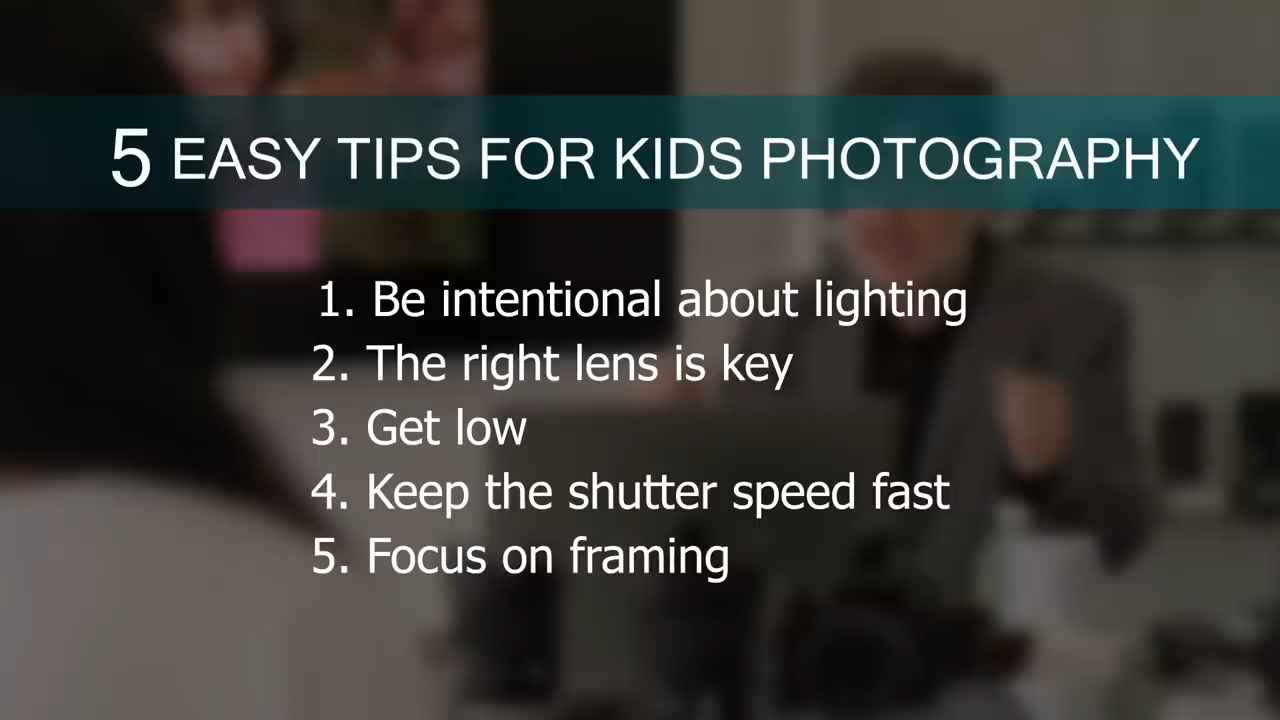 5 EASY TIPS FOR KIDS PHOTOGRAPHY
1. Be intentional about lighting
2. The right lens is key
3. Get low
4. Keep the shutter speed fast
5. Focus on framing